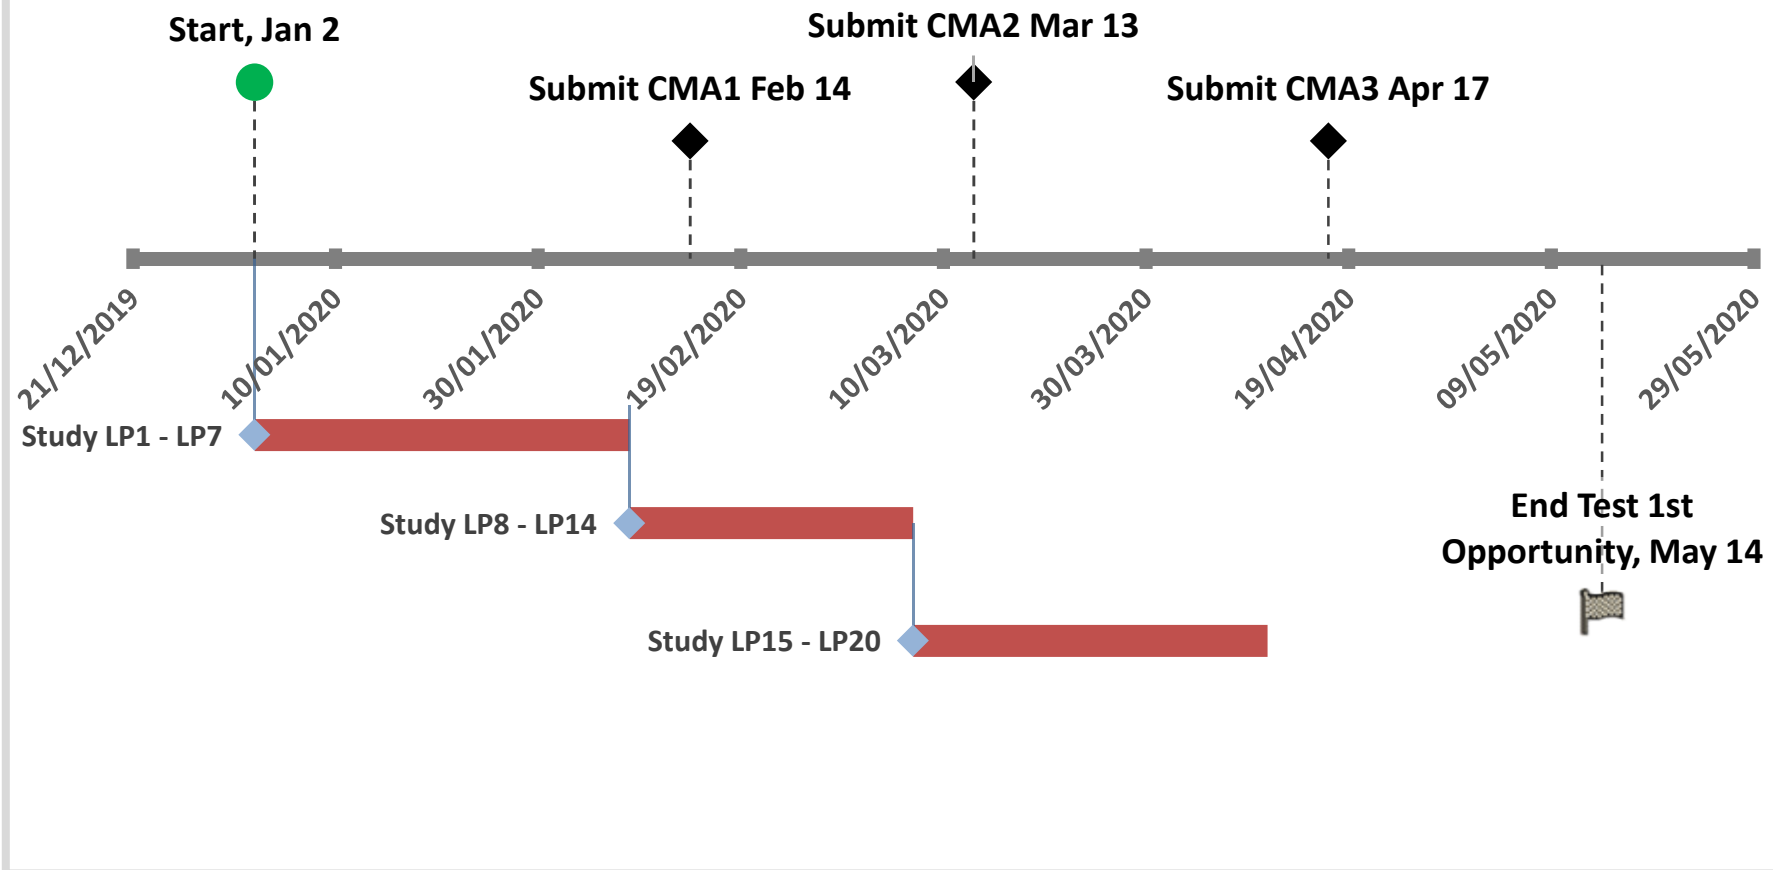 Start, Jan 2
Submit CMA2 Mar 13
Submit CMA1 Feb 14
Submit CMA3 Apr 17
21/12/2019
10/01/2020
30/01/2020
19/02/2020
10/03/2020
30/03/2020
19/04/2020
09/05/2020
29/05/2020
Study LP1 - LP7
Study LP8 - LP14
End Test 1st
Opportunity, May 14
Study LP15 - LP20